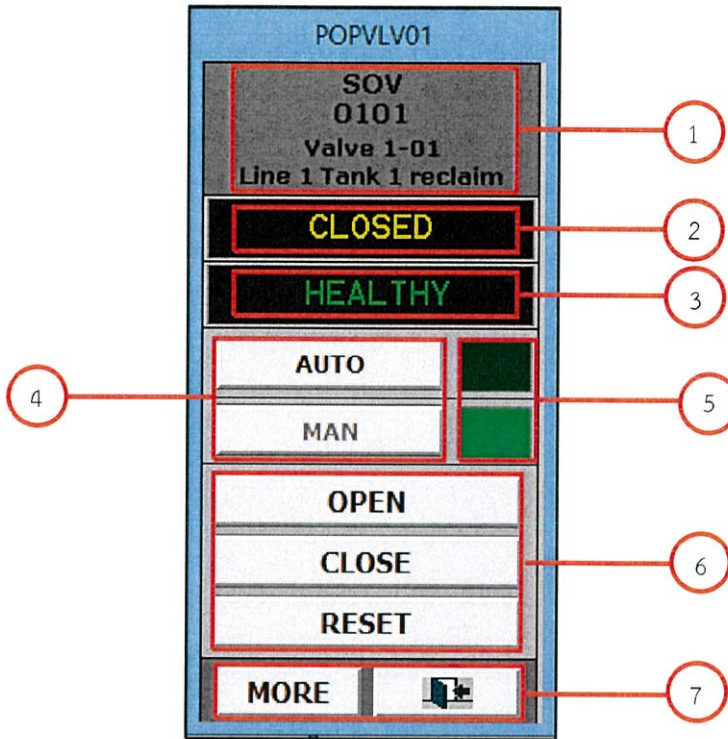 POPVLV01
SOV
0101
Valve 1-01
Line 1 Tank 1 reclaim
1
CLOSED
2
HEALTHY
3
AUTO
MAN
4
5
OPEN
CLOSE
RESET
6
MORE
7